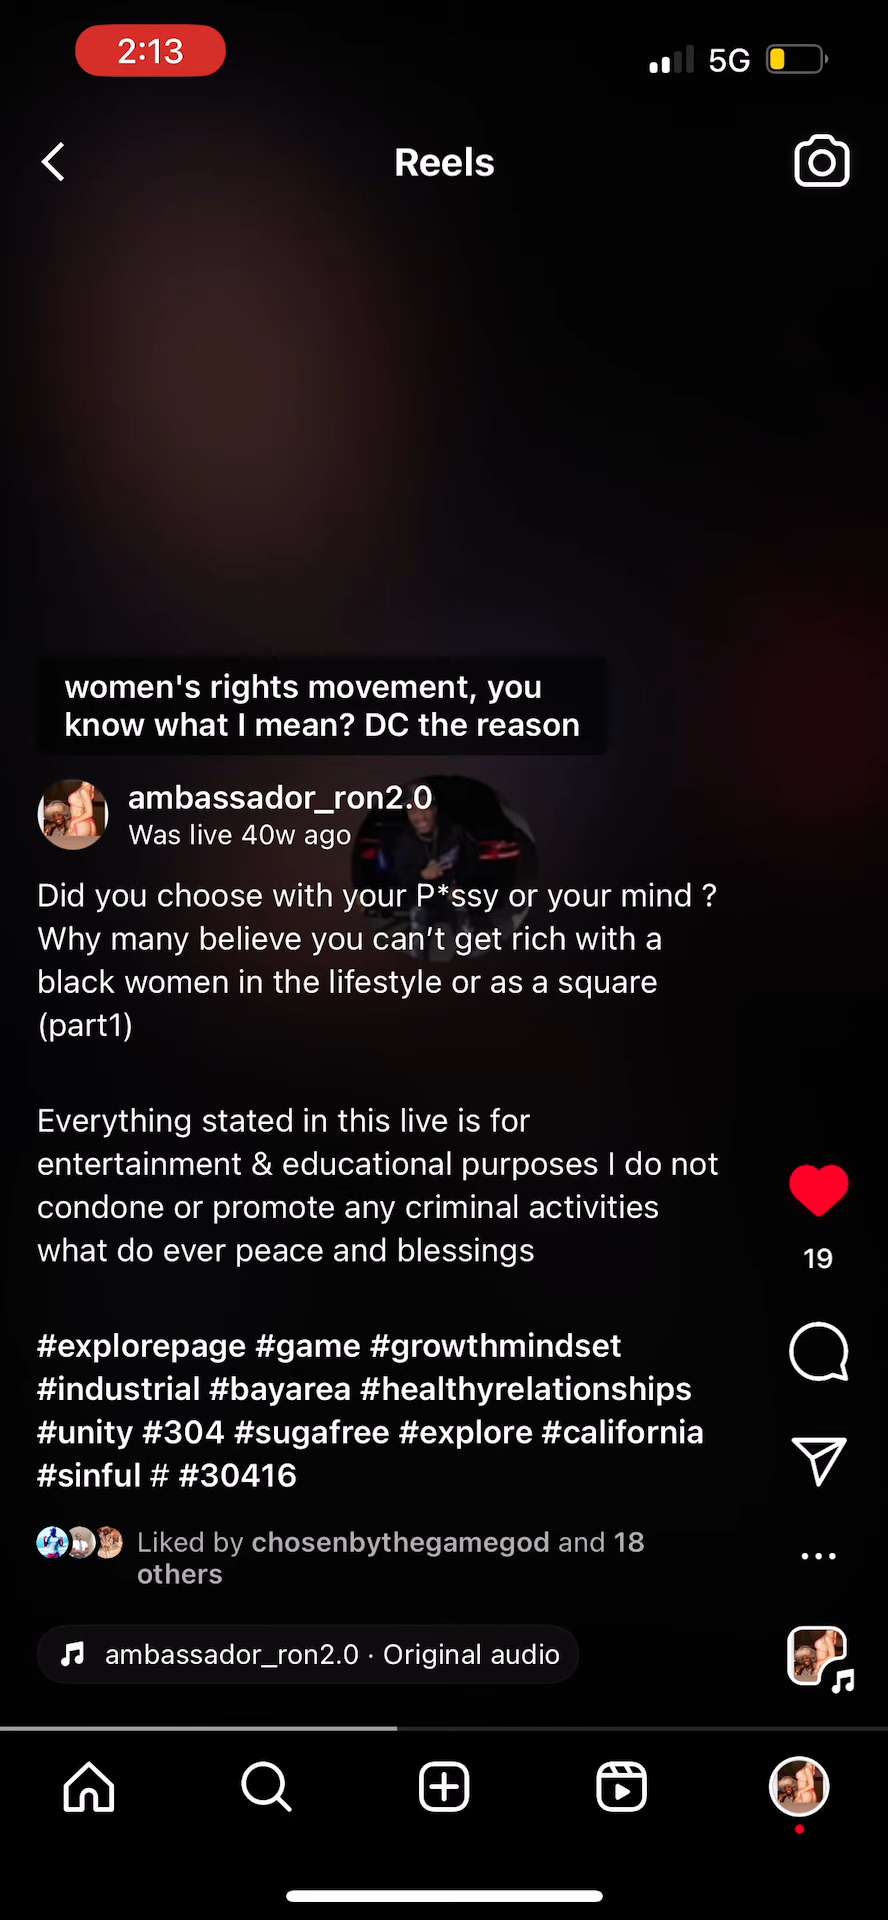 2:13
5G
Reels
women's rights movement, you
know what I mean? DC the reason
ambassador_ron2.0
Was live 40w ago
Did you choose with your P*ssy or your mind ?
Why many believe you can’t get rich with a
black women in the lifestyle or as a square
(part1)
Everything stated in this live is for
entertainment & educational purposes I do not
condone or promote any criminal activities
what do ever peace and blessings
#explorepage #game #growthmindset
#industrial #bayarea #healthyrelationships
#unity #304 #sugafree #explore #california
#sinful # #30416
19
Liked by chosenbythegamegod and 18
others
ambassador_ron2.0 · Original audio